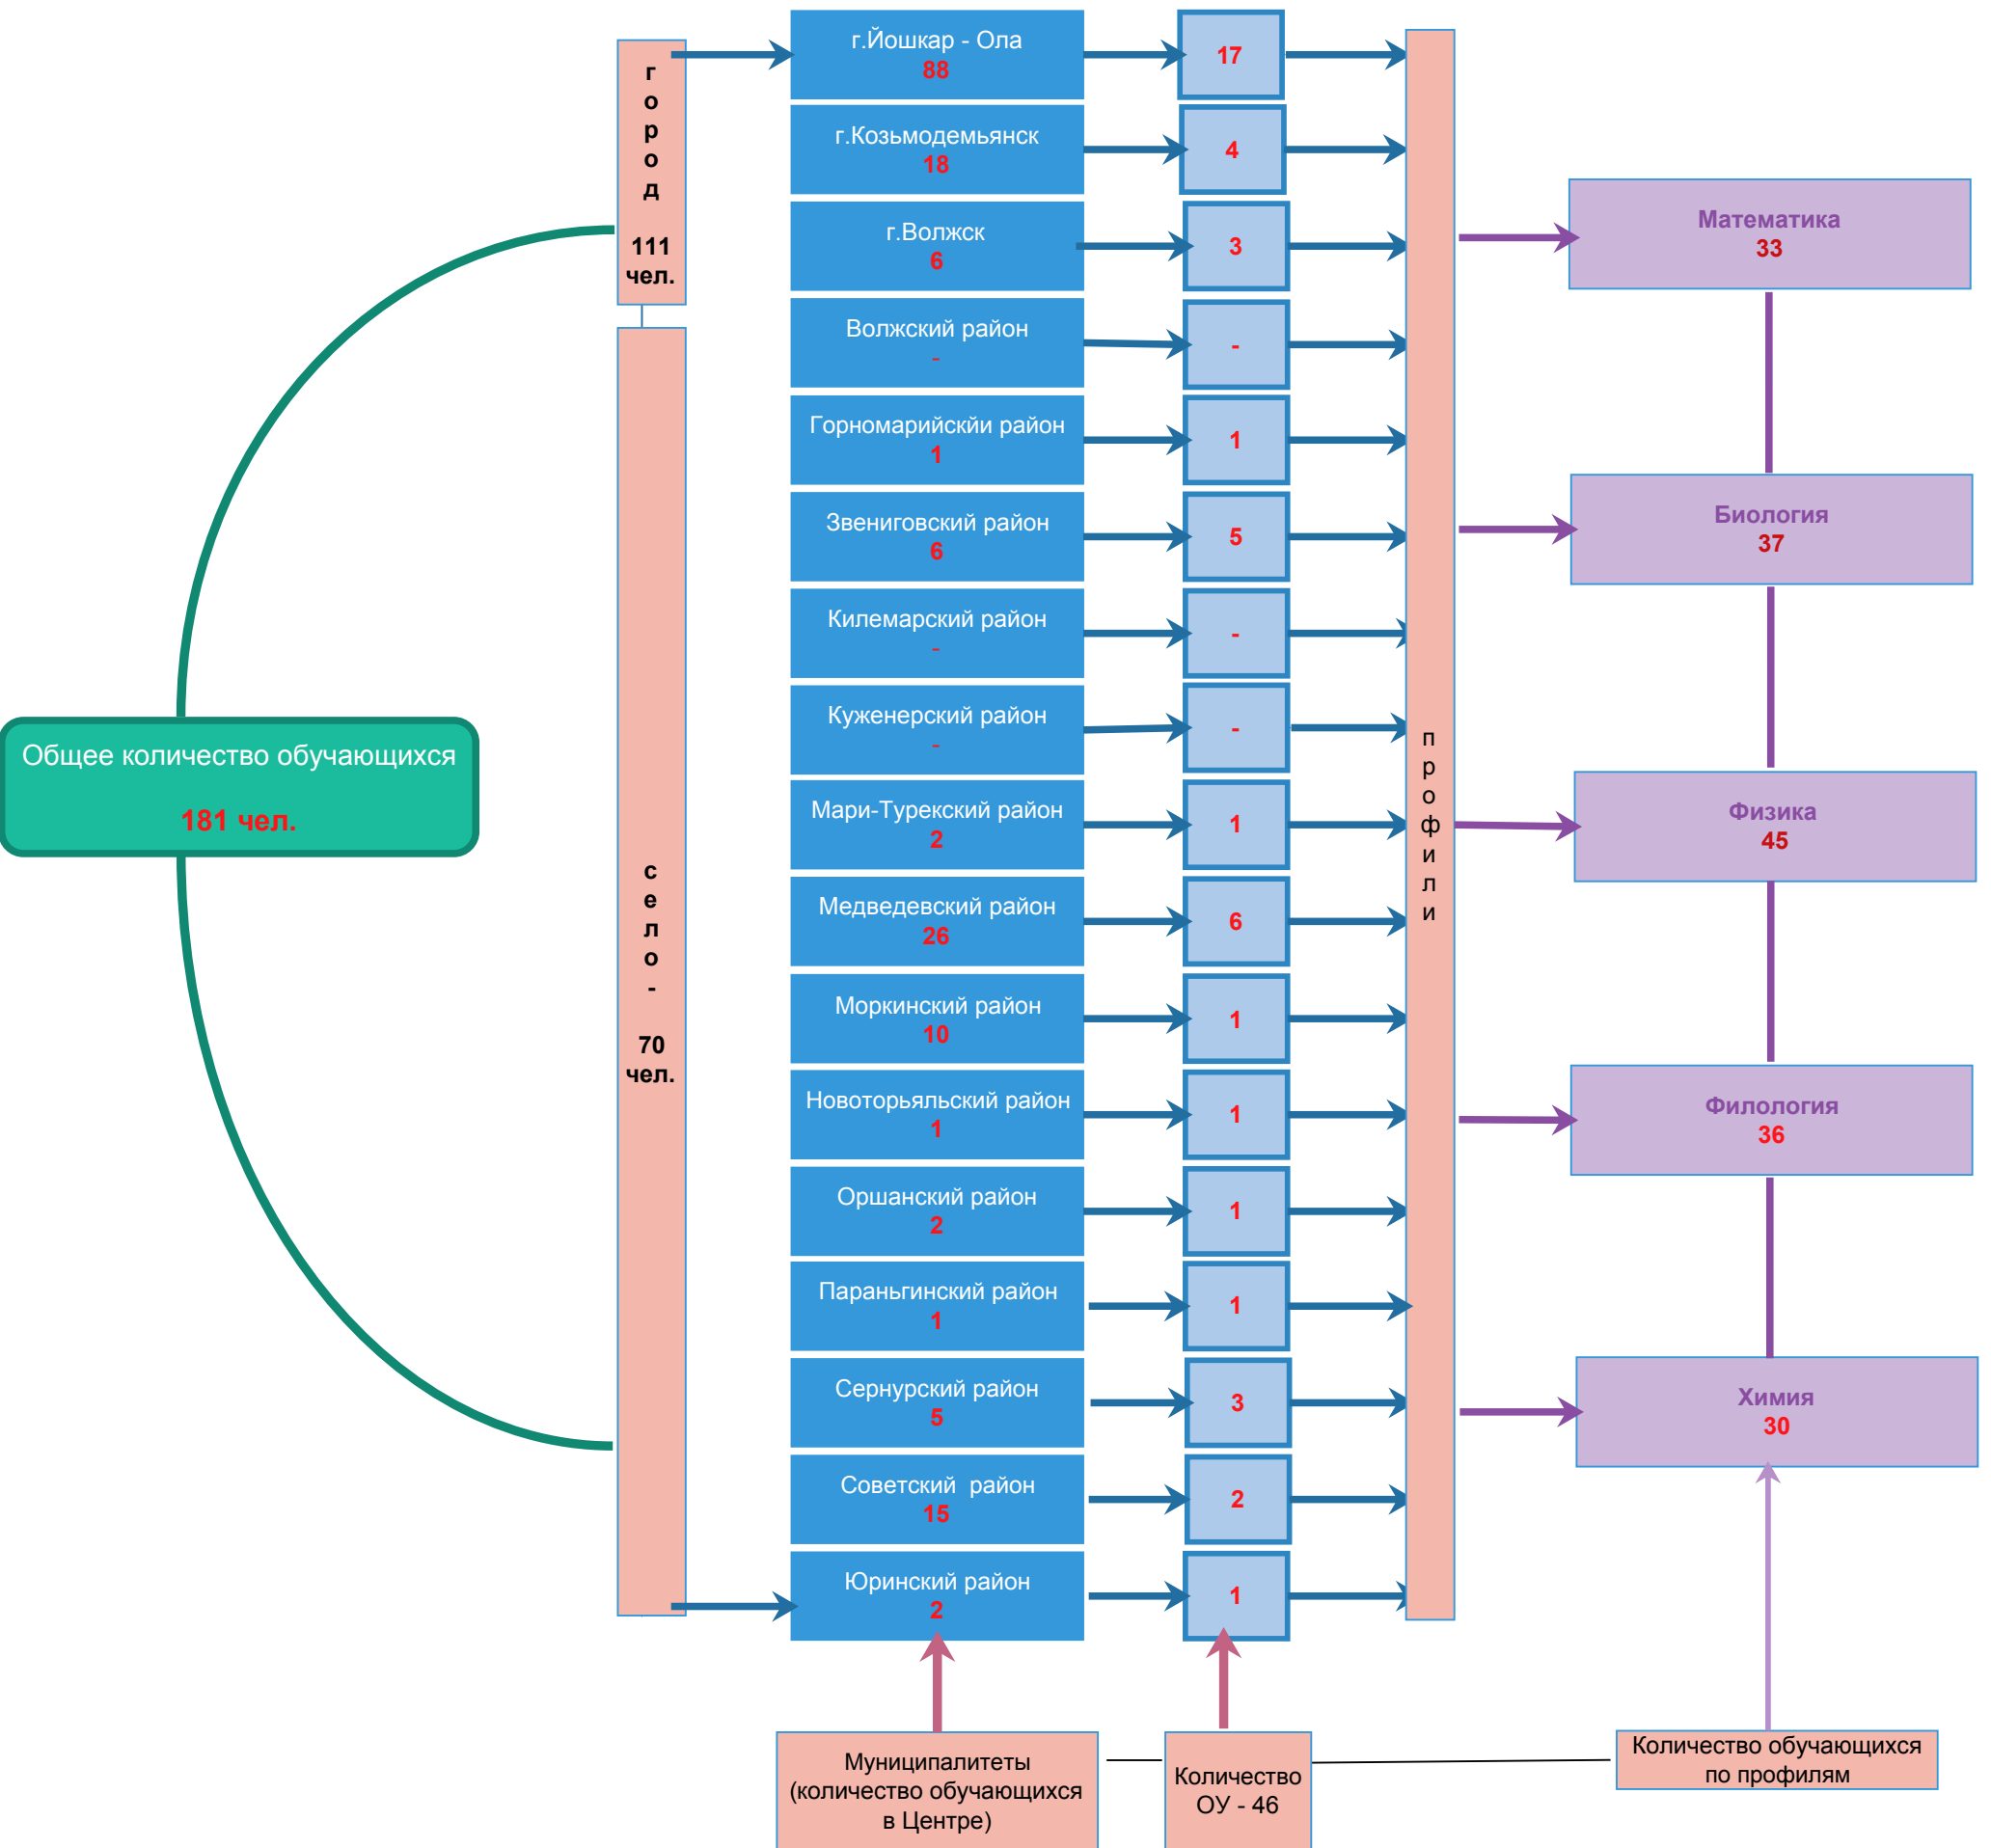 Общее количество обучающихся
181 чел.
город
111
чел.
село-
70
чел.
г.Йошкар - Ола
88
17
г.Козьмодемьянск
18
4
г.Волжск
6
3
Волжский район
-
-
Горномарийскйи район
1
1
Звениговский район
6
5
Килемарский район
-
-
Куженерский район
-
-
Мари-Турекский район
2
1
Медведевский район
26
6
Моркинский район
10
1
Новоторьяльский район
1
1
Оршанский район
2
1
Параньгинский район
1
1
Сернурский район
5
3
Советский  район
15
2
Юринский район
2
1
профили
Математика
33
Биология
37
Физика
45
Филология
36
Химия
30
Муниципалитеты
(количество обучающихся
в Центре)
Количество
ОУ - 46
Количество обучающихся
по профилям